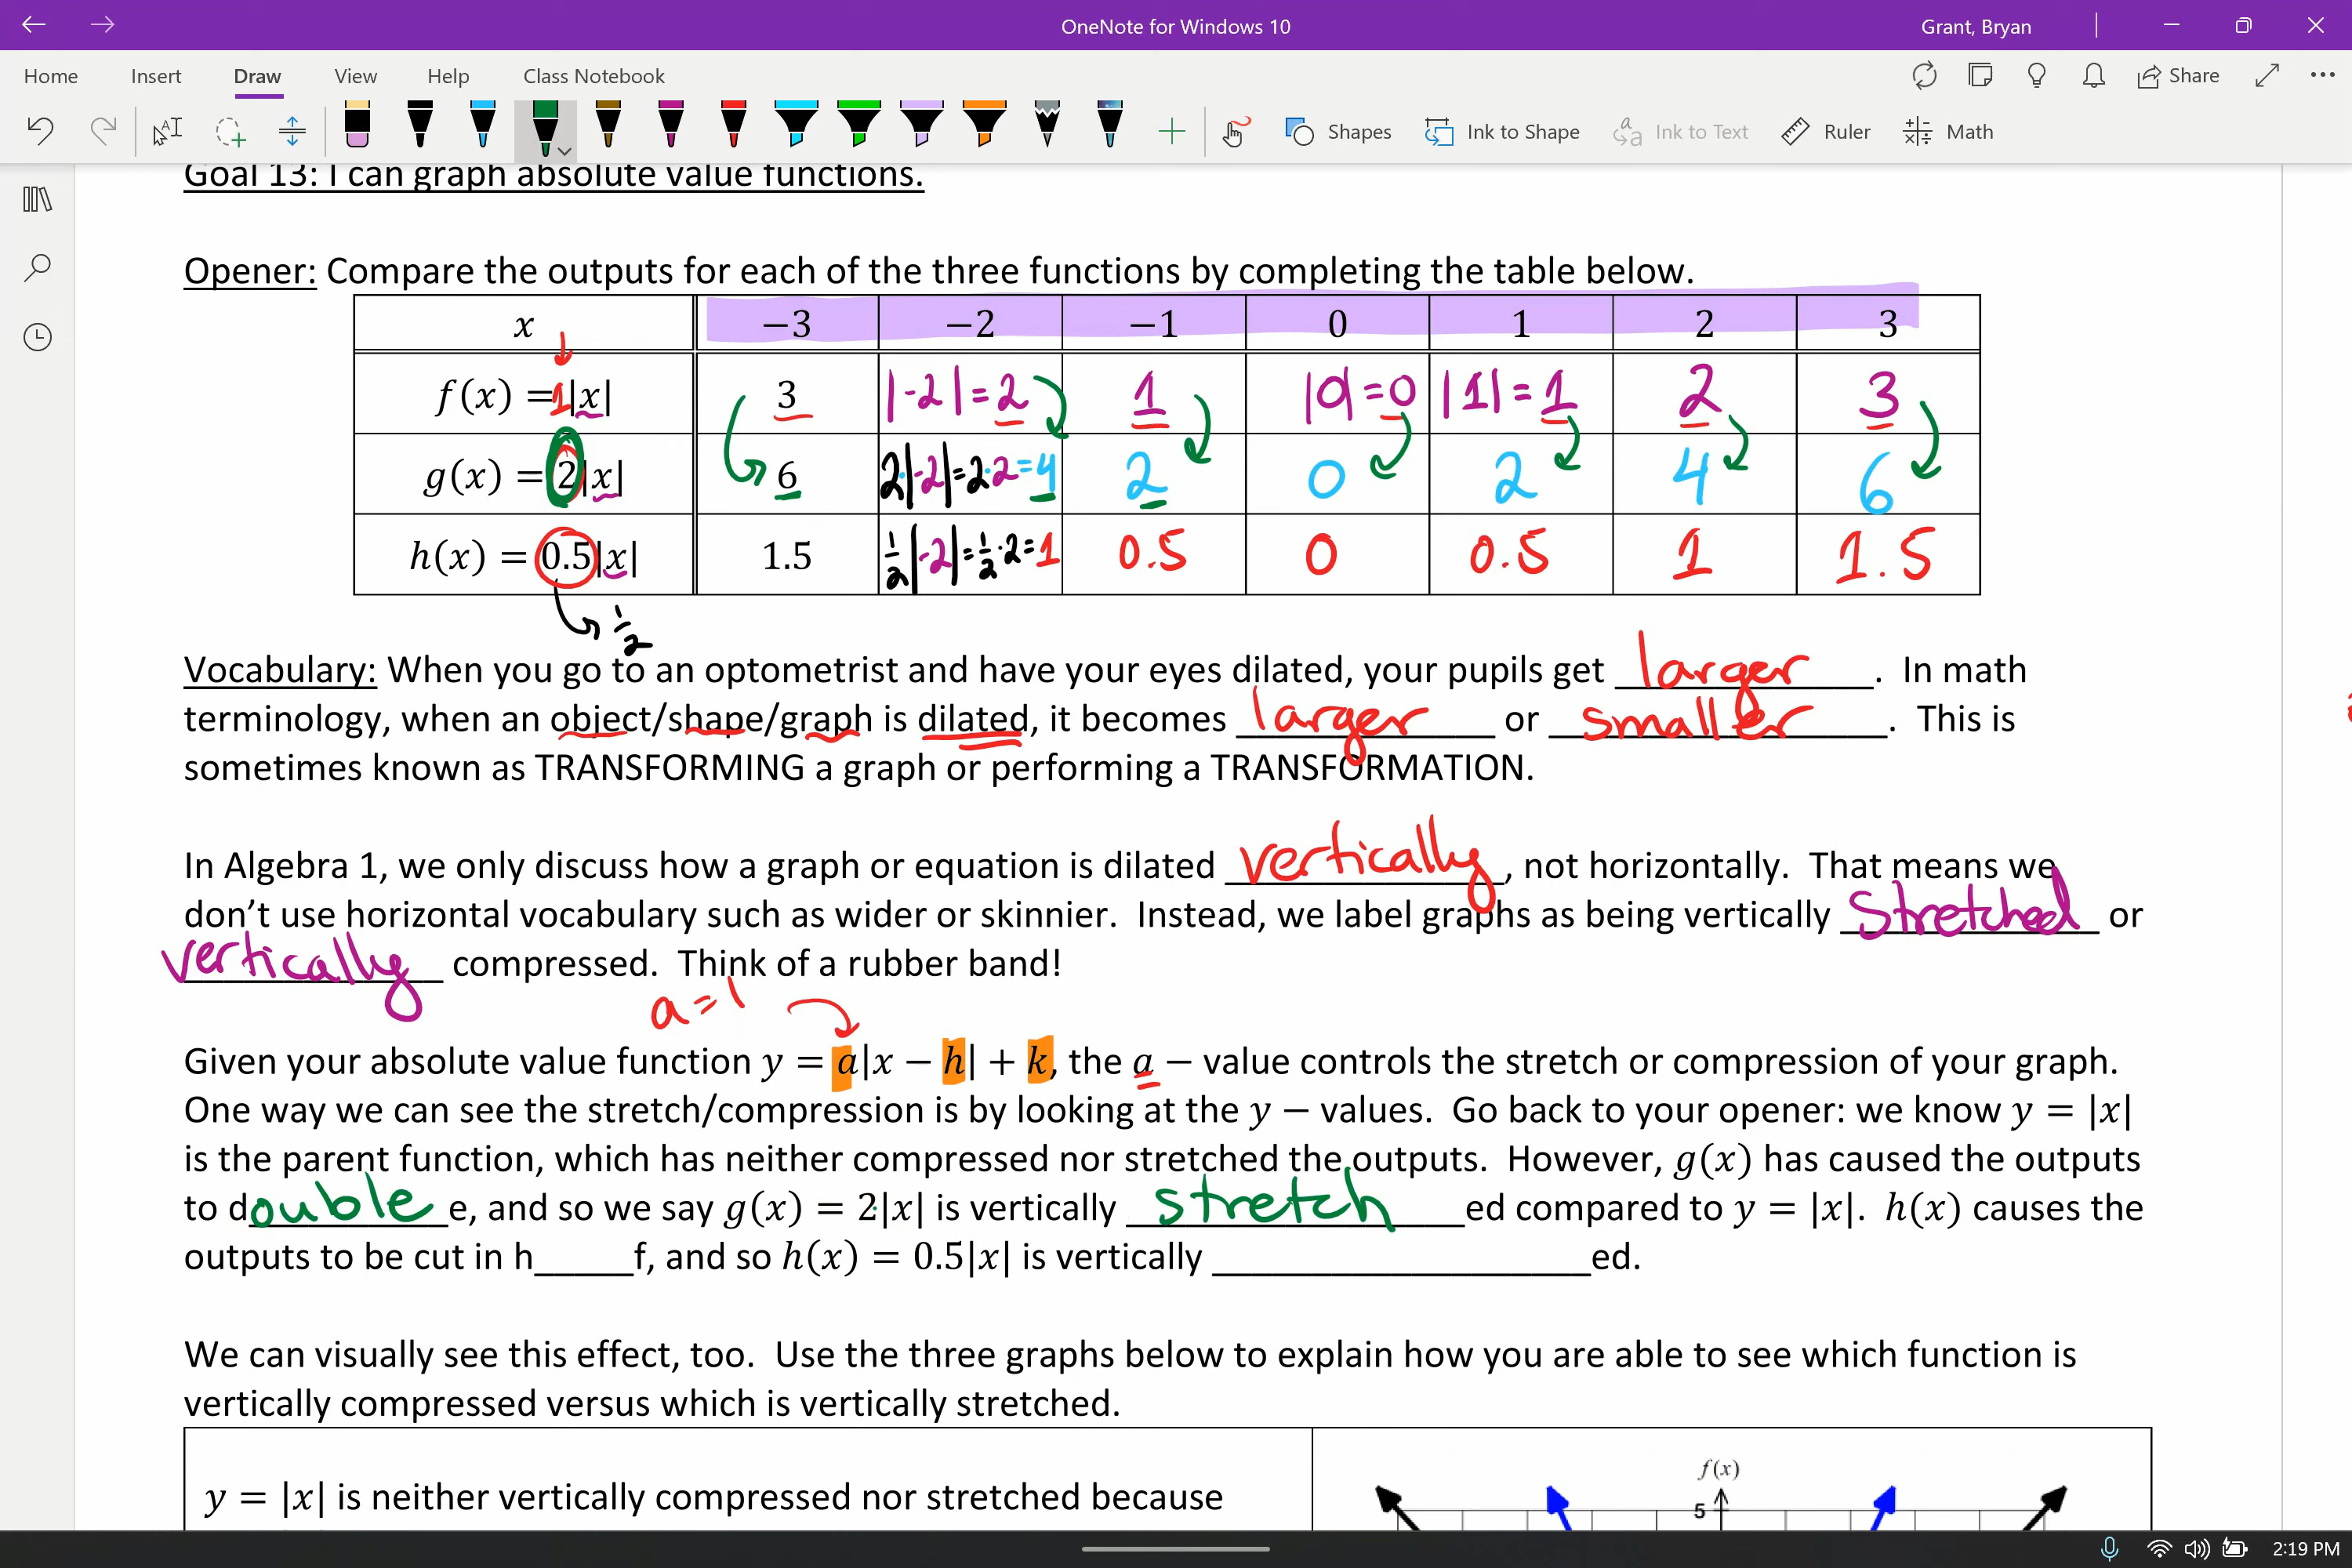 OneNote for Windows 10
Grant, Bryan
Home Insert Draw View Help Class Notebook Share
Shapes Ink to Shape Ink to Text Ruler Math
Goal 13: I can graph absolute value functions.
Opener: Compare the outputs for each of the three functions by completing the table below.
x −3 −2 −1 0 1 2 3
f(x) = 1|x| 3 |-2| = 2 1 |0| = 0 |1| = 1 2 3
g(x) = 2|x| 6 2·|-2| = 2·2 = 4 2 0 2 4 6
h(x) = 0.5|x| 1.5 1/2|-2| = 1/2·2 = 1 0.5 0 0.5 1 1.5
1/2
Vocabulary: When you go to an optometrist and have your eyes dilated, your pupils get larger. In math
terminology, when an object/shape/graph is dilated, it becomes larger or smaller. This is
sometimes known as TRANSFORMING a graph or performing a TRANSFORMATION.
In Algebra 1, we only discuss how a graph or equation is dilated vertically, not horizontally. That means we
don't use horizontal vocabulary such as wider or skinnier. Instead, we label graphs as being vertically stretched or
vertically compressed. Think of a rubber band!
a = 1
Given your absolute value function y = a|x − h| + k, the a − value controls the stretch or compression of your graph.
One way we can see the stretch/compression is by looking at the y − values. Go back to your opener: we know y = |x|
is the parent function, which has neither compressed nor stretched the outputs. However, g(x) has caused the outputs
to double e, and so we say g(x) = 2·|x| is vertically stretch ed compared to y = |x|. h(x) causes the
outputs to be cut in h_____f, and so h(x) = 0.5|x| is vertically ___________________ed.
We can visually see this effect, too. Use the three graphs below to explain how you are able to see which function is
vertically compressed versus which is vertically stretched.
y = |x| is neither vertically compressed nor stretched because
f(x)
5
2:19 PM